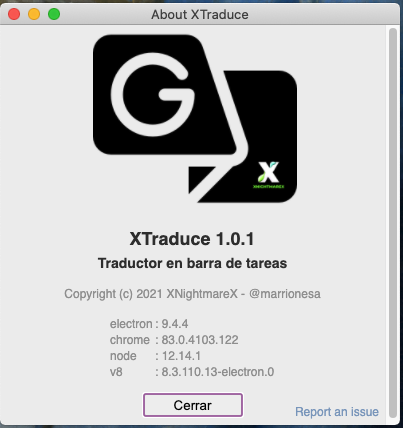 About XTraduce
G
X
XNIGHTMAREX
XTraduce 1.0.1
Traductor en barra de tareas
Copyright (c) 2021 XNightmareX - @marrionesa
electron : 9.4.4
chrome : 83.0.4103.122
node : 12.14.1
v8 : 8.3.110.13-electron.0
Cerrar
Report an issue